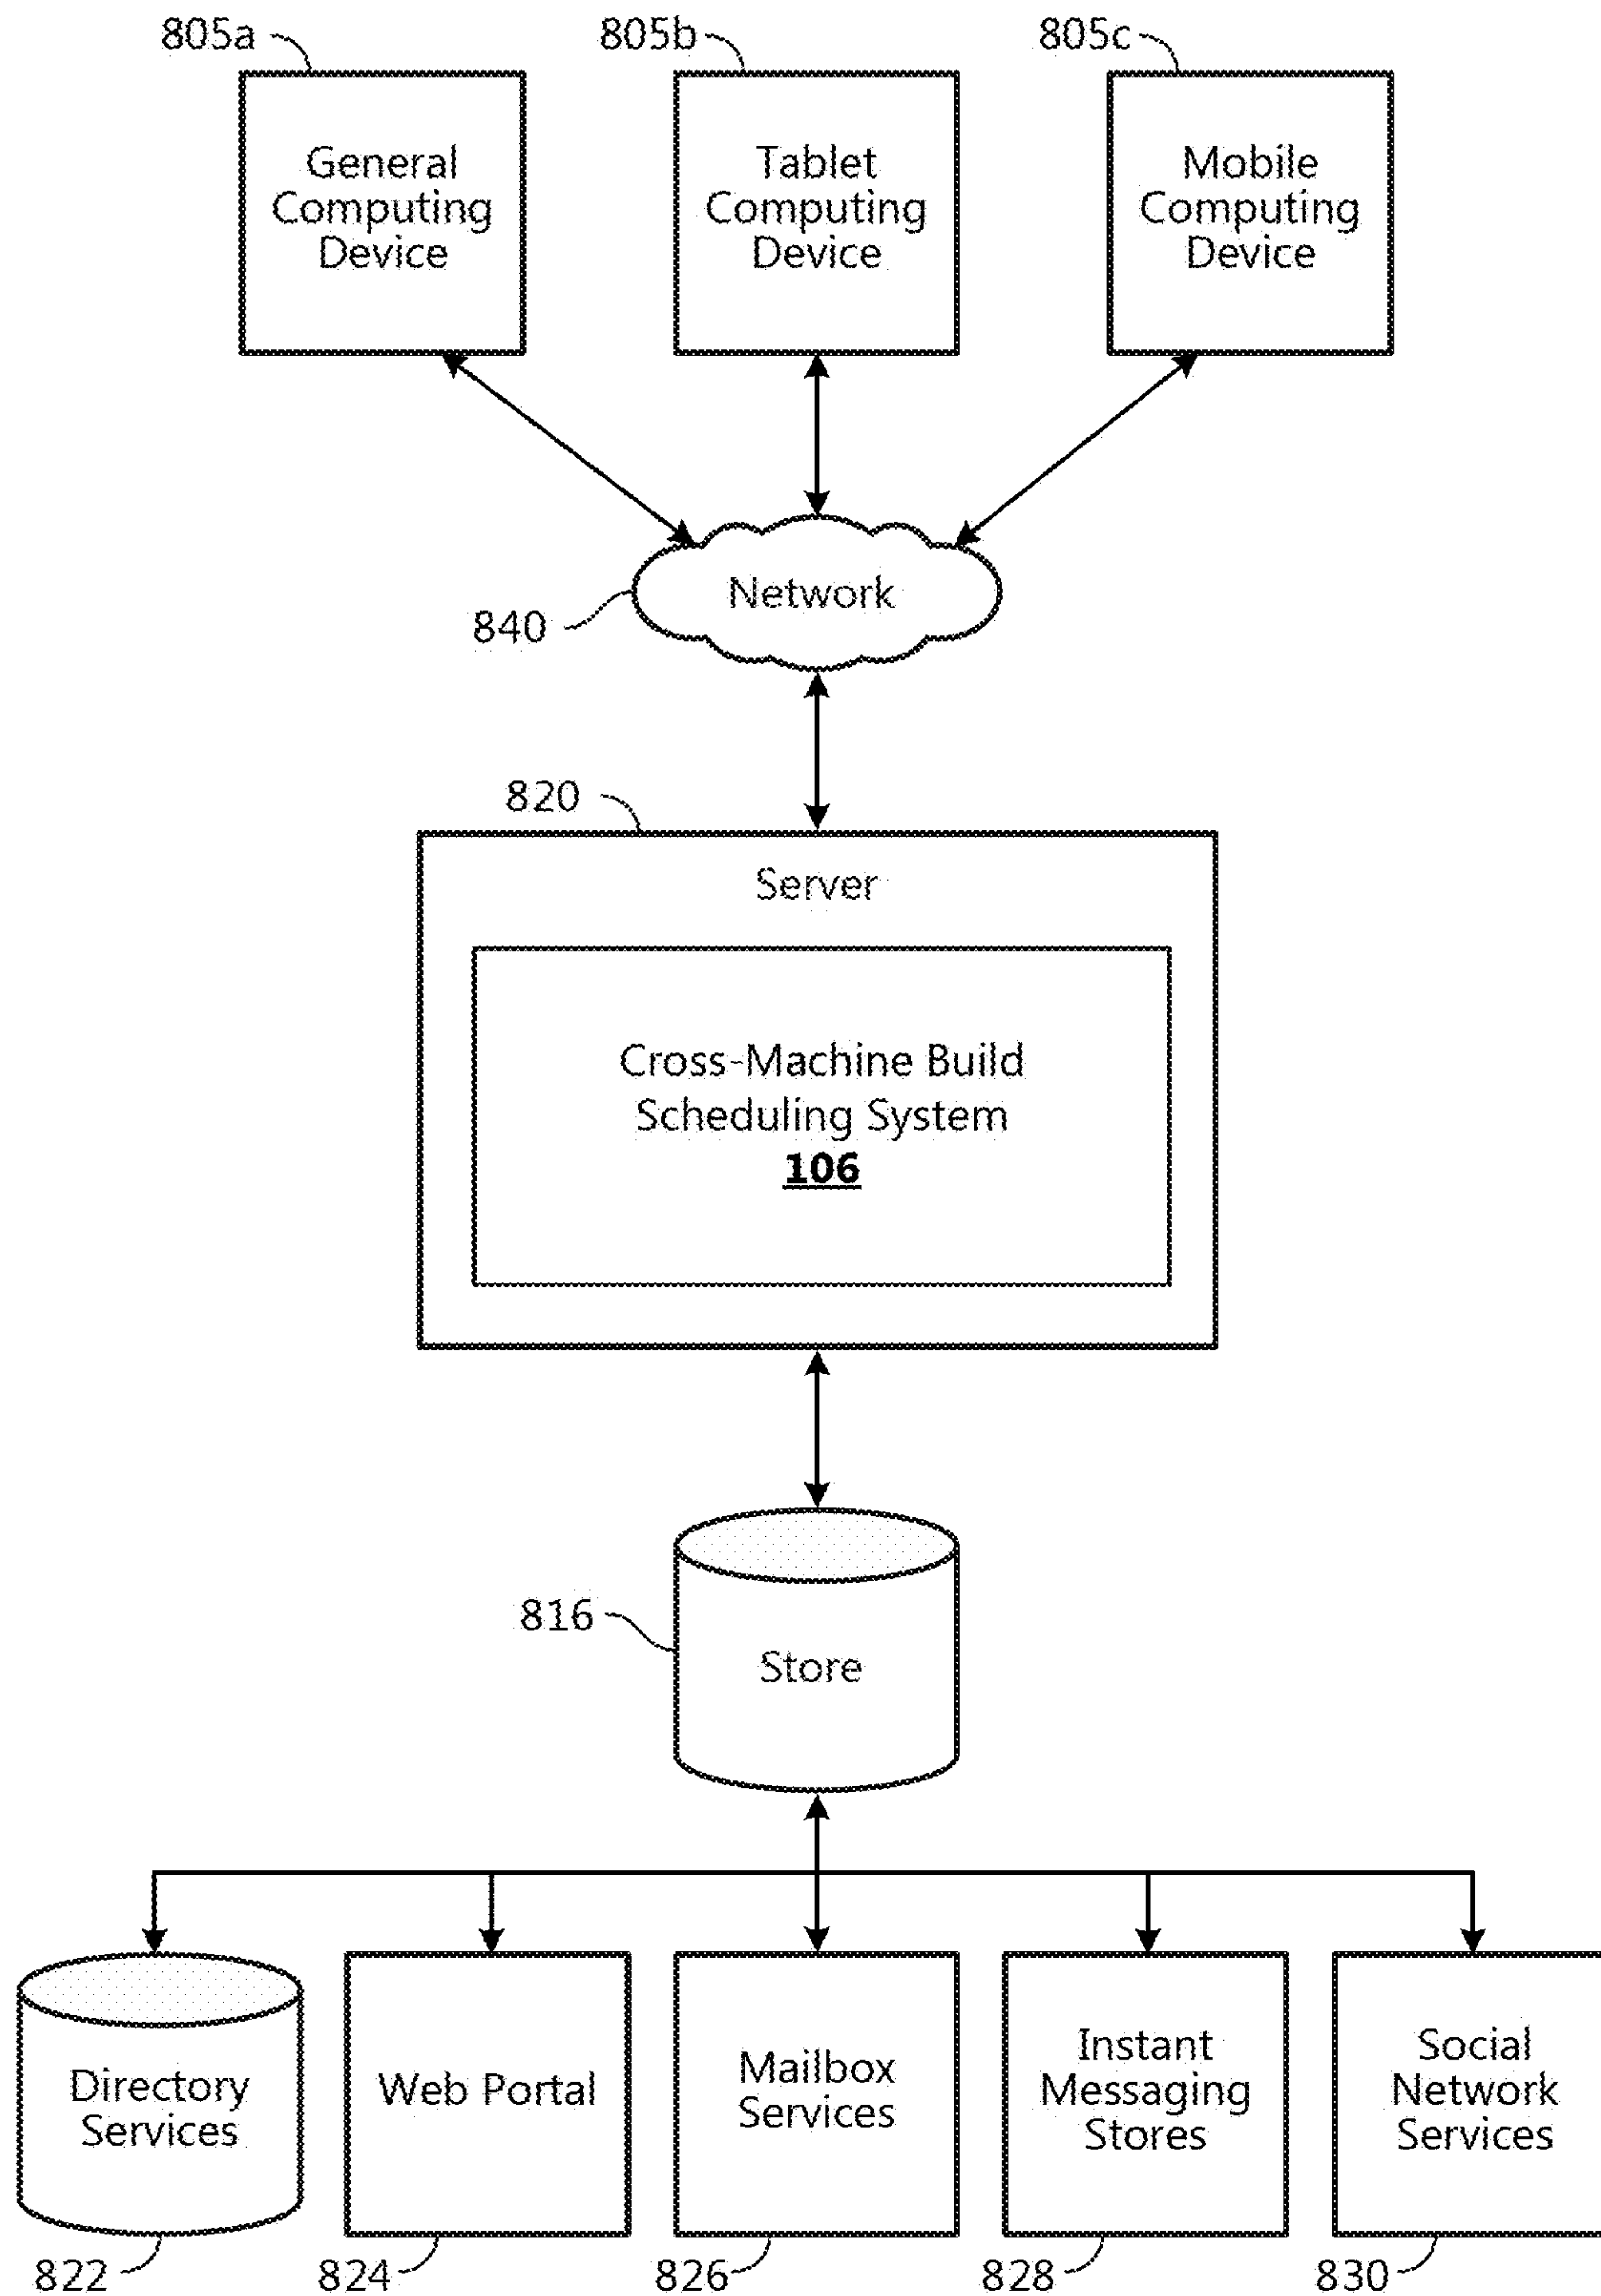 805a
805b
805c
General
Computing
Device
Tablet
Computing
Device
Mobile
Computing
Device
Network
840
820
Server
Cross-Machine Build
Scheduling System
106
816
Store
Directory
Services
Web Portal
Mailbox
Services
Instant
Messaging
Stores
Social
Network
Services
822
824
826
828
830